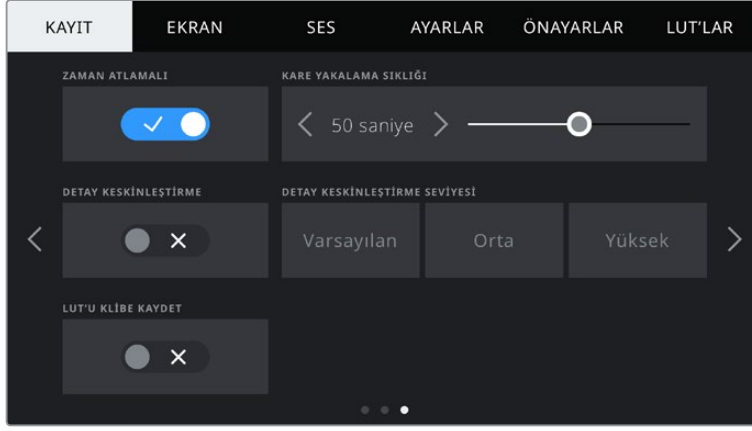 KAYIT EKRAN SES AYARLAR ÖNAYARLAR LUT'LAR
ZAMAN ATLAMALI KARE YAKALAMA SIKLIĞI
50 saniye
DETAY KESKİNLEŞTİRME DETAY KESKİNLEŞTİRME SEVİYESİ
Varsayılan Orta Yüksek
LUT'U KLİBE KAYDET